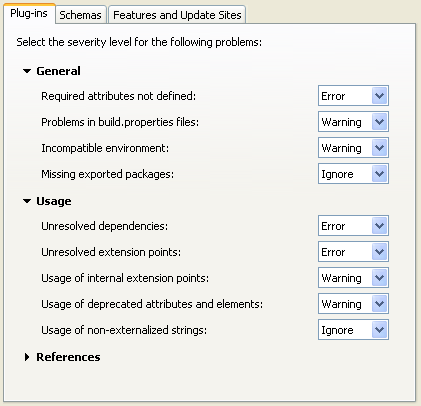 Plug-ins Schemas Features and Update Sites
Select the severity level for the following problems:
General
Required attributes not defined: Error
Problems in build.properties files: Warning
Incompatible environment: Warning
Missing exported packages: Ignore
Usage
Unresolved dependencies: Error
Unresolved extension points: Error
Usage of internal extension points: Warning
Usage of deprecated attributes and elements: Warning
Usage of non-externalized strings: Ignore
References